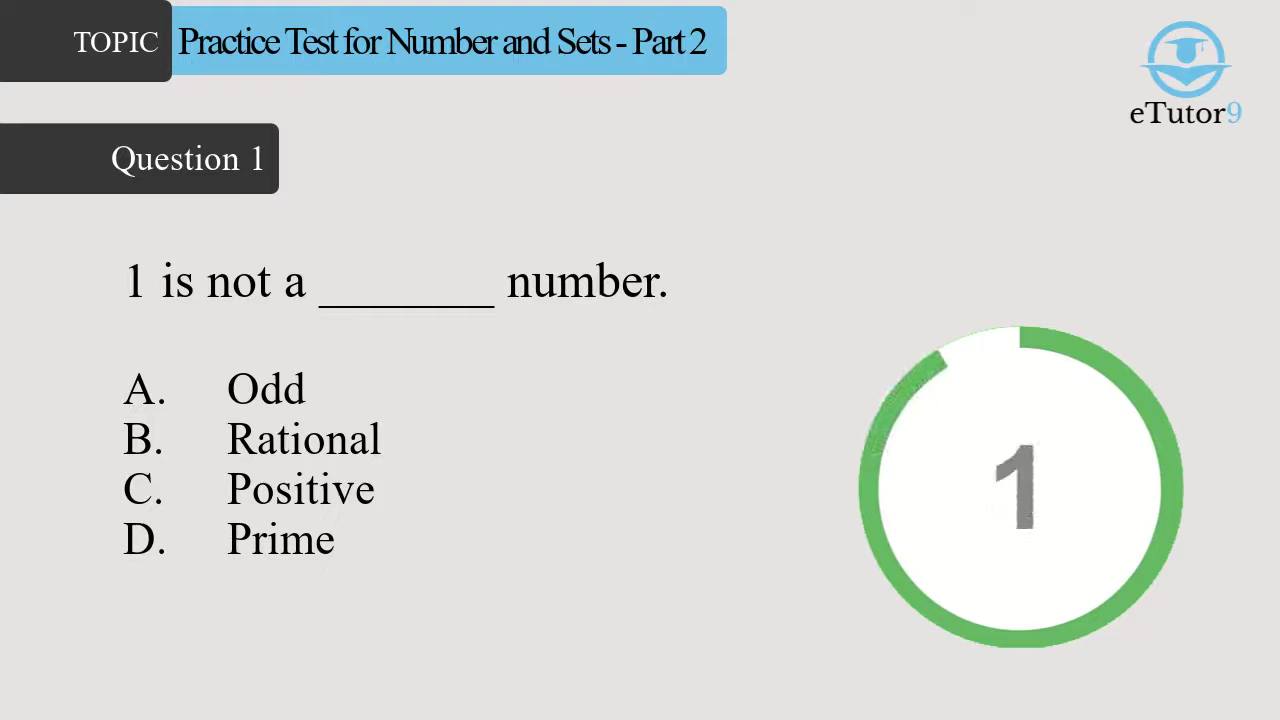 TOPIC Practice Test for Number and Sets - Part 2
eTutor9
Question 1
1 is not a _______ number.
A. Odd
B. Rational
C. Positive
D. Prime
1